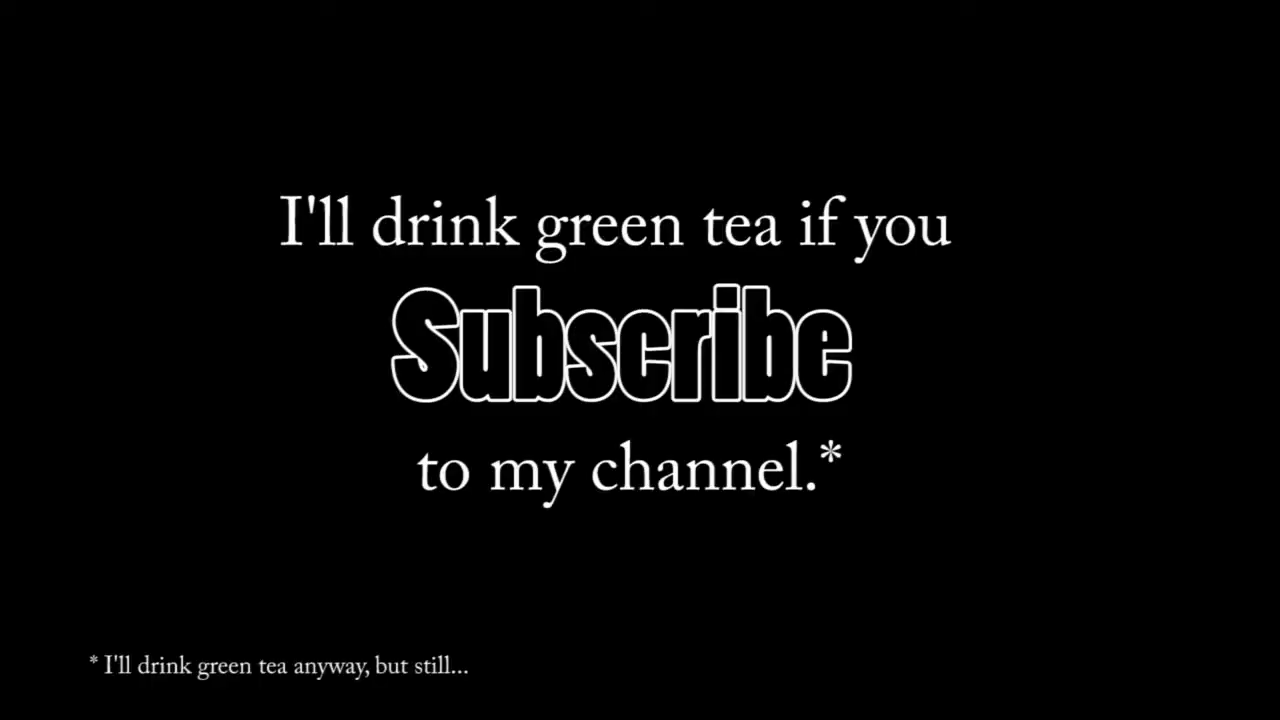 I'll drink green tea if you
Subscribe
to my channel.*
* I'll drink green tea anyway, but still...